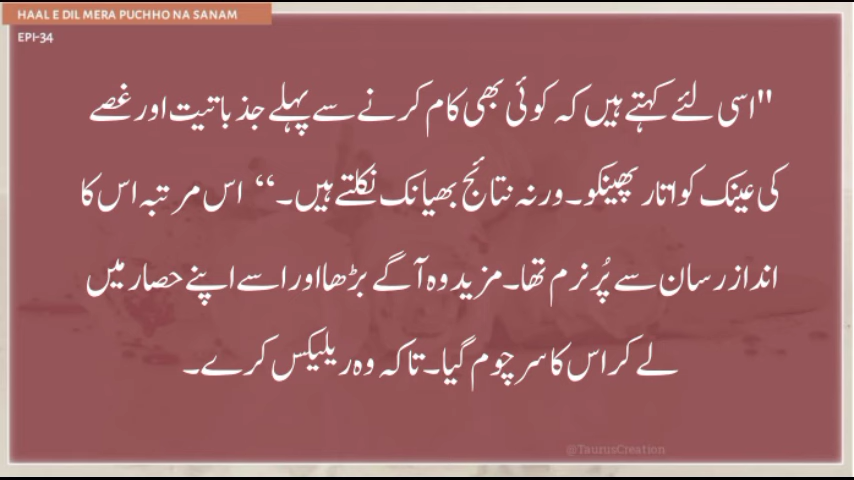 HAAL E DIL MERA PUCHHO NA SANAM
EPI-34
"اسی لئے کہتے ہیں کہ کوئی بھی کام کرنے سے پہلے جذباتیت اور غصے
کی عینک کو اتار پھینکو۔ ورنہ نتائج بھیانک نکلتے ہیں۔“ اس مرتبہ اس کا
انداز رسان سے پُر نرم تھا۔ مزید وہ آگے بڑھا اور اسے اپنے حصار میں
لے کر اس کا سر چوم گیا۔ تاکہ وہ ریلیکس کرے۔
@TaurusCreation